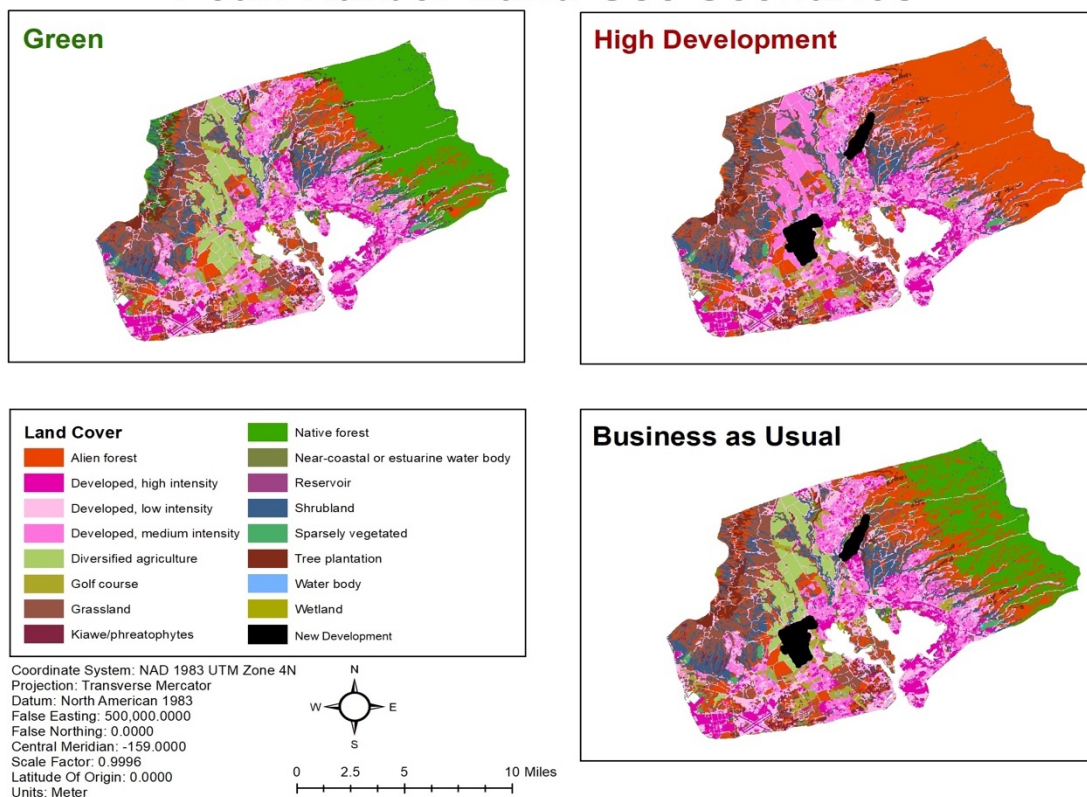 Green
High Development
Land Cover
Alien forest
Developed, high intensity
Developed, low intensity
Developed, medium intensity
Diversified agriculture
Golf course
Grassland
Kiawe/phreatophytes
Native forest
Near-coastal or estuarine water body
Reservoir
Shrubland
Sparsely vegetated
Tree plantation
Water body
Wetland
New Development
Business as Usual
Coordinate System: NAD 1983 UTM Zone 4N
Projection: Transverse Mercator
Datum: North American 1983
False Easting: 500,000.0000
False Northing: 0.0000
Central Meridian: -159.0000
Scale Factor: 0.9996
Latitude Of Origin: 0.0000
Units: Meter
N
W E
S
0 2.5 5 10 Miles